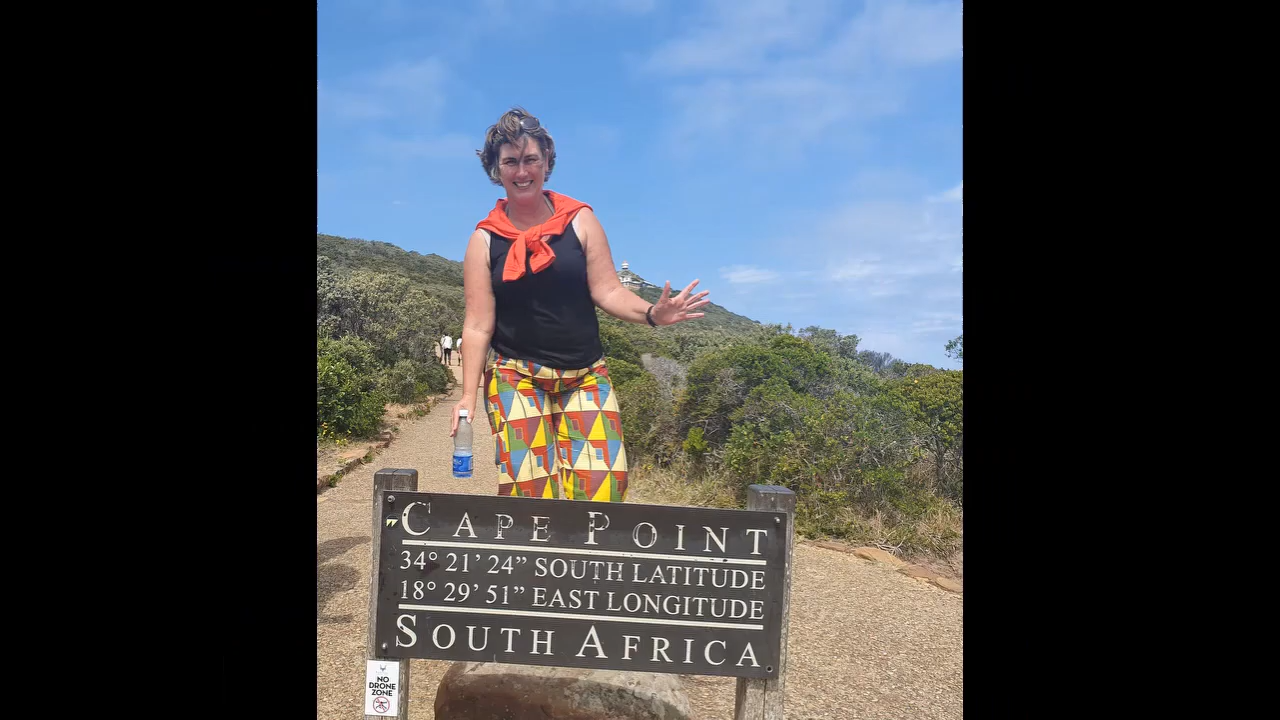 CAPE POINT
34° 21' 24" SOUTH LATITUDE
18° 29' 51" EAST LONGITUDE
SOUTH AFRICA
NO
DRONE
ZONE